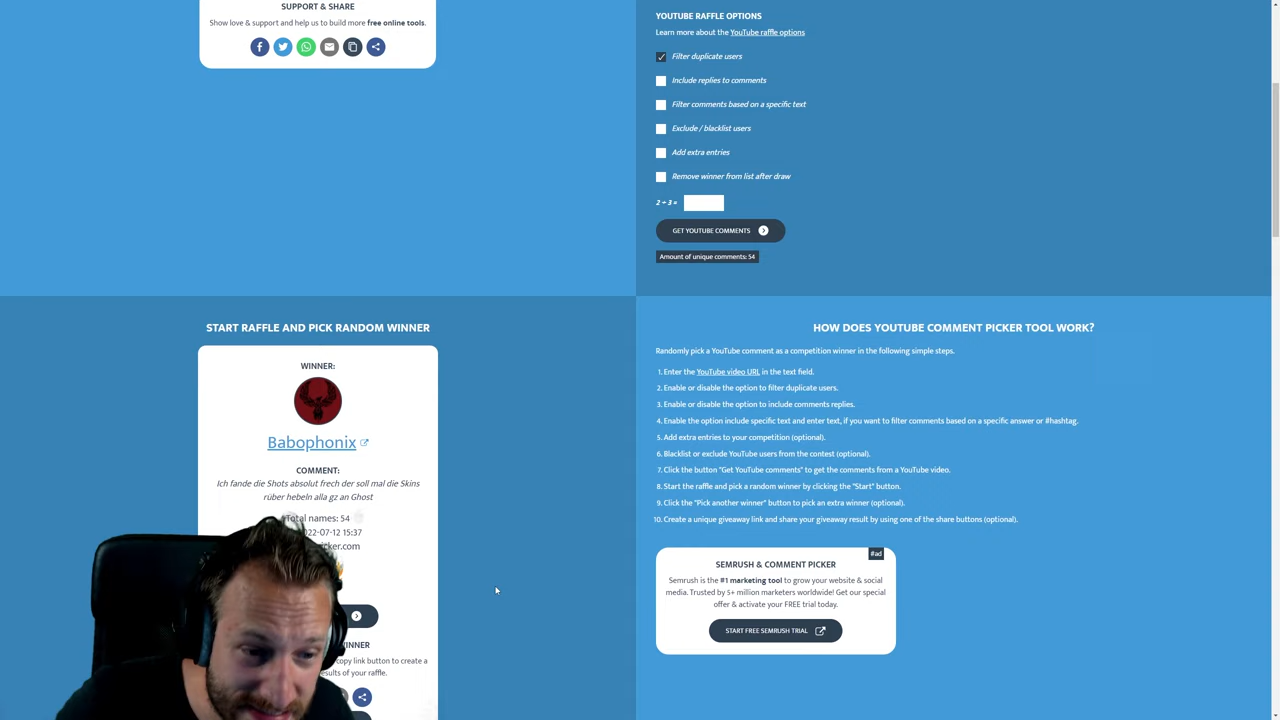 SUPPORT & SHARE
Show love & support and help us to build more free online tools.
YOUTUBE RAFFLE OPTIONS
Learn more about the YouTube raffle options
Filter duplicate users
Include replies to comments
Filter comments based on a specific text
Exclude / blacklist users
Add extra entries
Remove winner from list after draw
2 ÷ 3 =
GET YOUTUBE COMMENTS
Amount of unique comments: 54
START RAFFLE AND PICK RANDOM WINNER
WINNER:
Babophonix
COMMENT:
Ich fande die Shots absolut frech der soll mal die Skins
rüber hebeln alla gz an Ghost
Total names: 54
2022-07-12 15:37
picker.com
copy link button to create a
results of your raffle.
HOW DOES YOUTUBE COMMENT PICKER TOOL WORK?
Randomly pick a YouTube comment as a competition winner in the following simple steps.
1. Enter the YouTube video URL in the text field.
2. Enable or disable the option to filter duplicate users.
3. Enable or disable the option to include comments replies.
4. Enable the option include specific text and enter text, if you want to filter comments based on a specific answer or #hashtag.
5. Add extra entries to your competition (optional).
6. Blacklist or exclude YouTube users from the contest (optional).
7. Click the button "Get YouTube comments" to get the comments from a YouTube video.
8. Start the raffle and pick a random winner by clicking the "Start" button.
9. Click the "Pick another winner" button to pick an extra winner (optional).
10. Create a unique giveaway link and share your giveaway result by using one of the share buttons (optional).
#ad
SEMRUSH & COMMENT PICKER
Semrush is the #1 marketing tool to grow your website & social
media. Trusted by 5+ million marketers worldwide! Get our special
offer & activate your FREE trial today.
START FREE SEMRUSH TRIAL